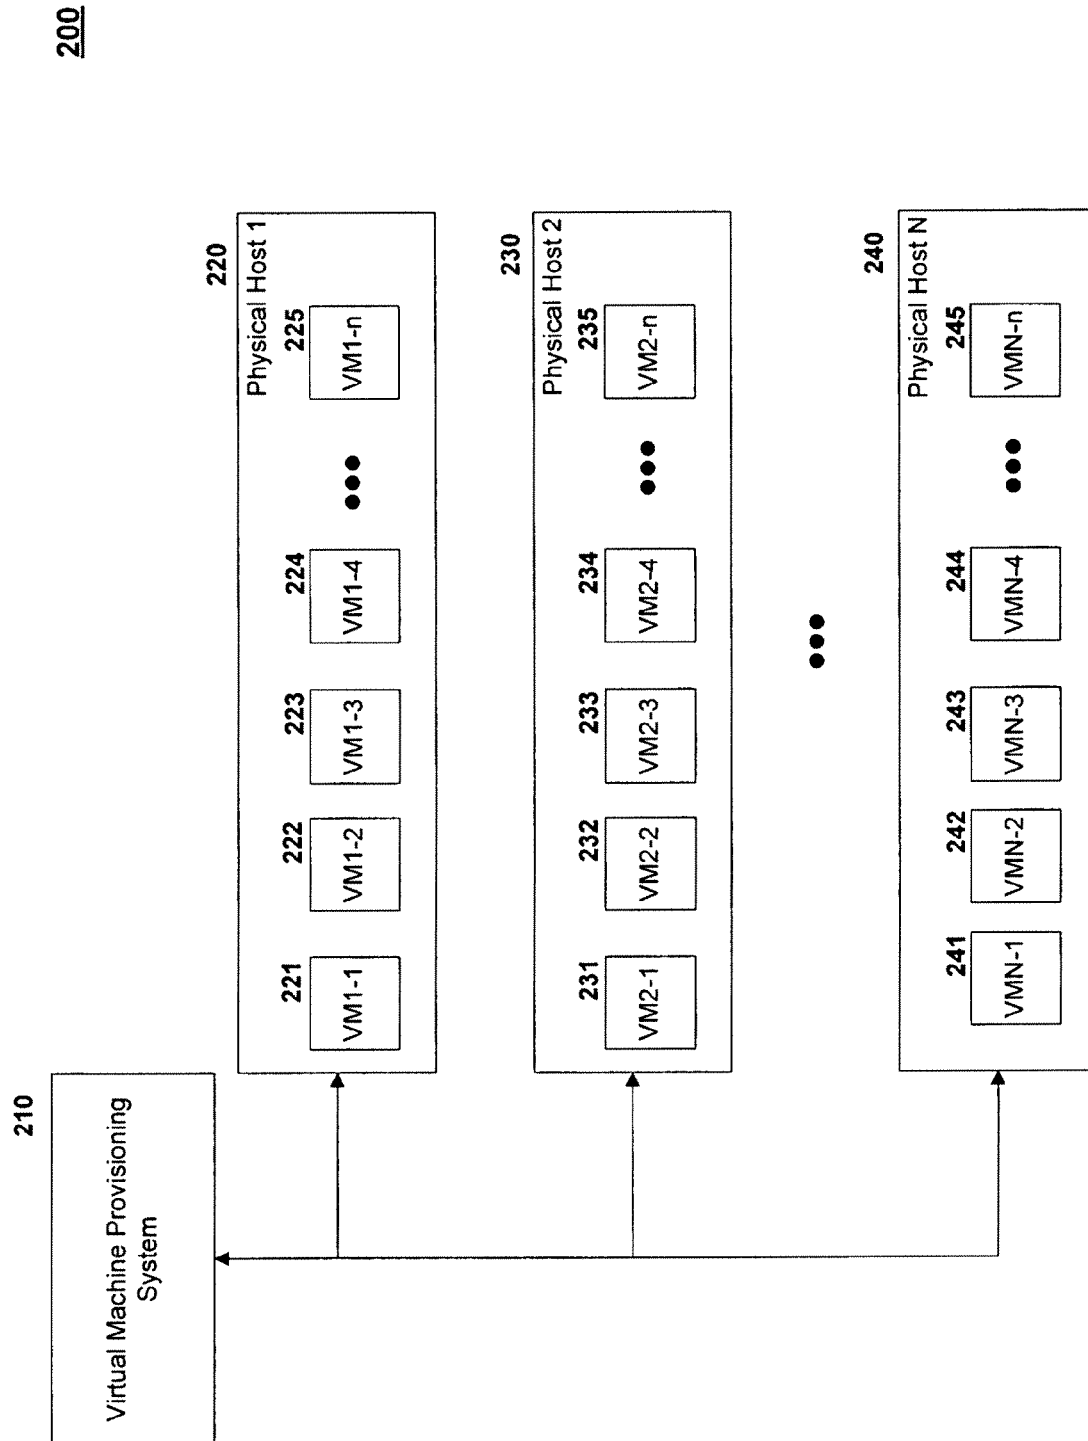 200
210
Virtual Machine Provisioning
System
220
Physical Host 1
221
222
223
224
225
VM1-1
VM1-2
VM1-3
VM1-4
VM1-n
230
Physical Host 2
231
232
233
234
235
VM2-1
VM2-2
VM2-3
VM2-4
VM2-n
240
Physical Host N
241
242
243
244
245
VMN-1
VMN-2
VMN-3
VMN-4
VMN-n